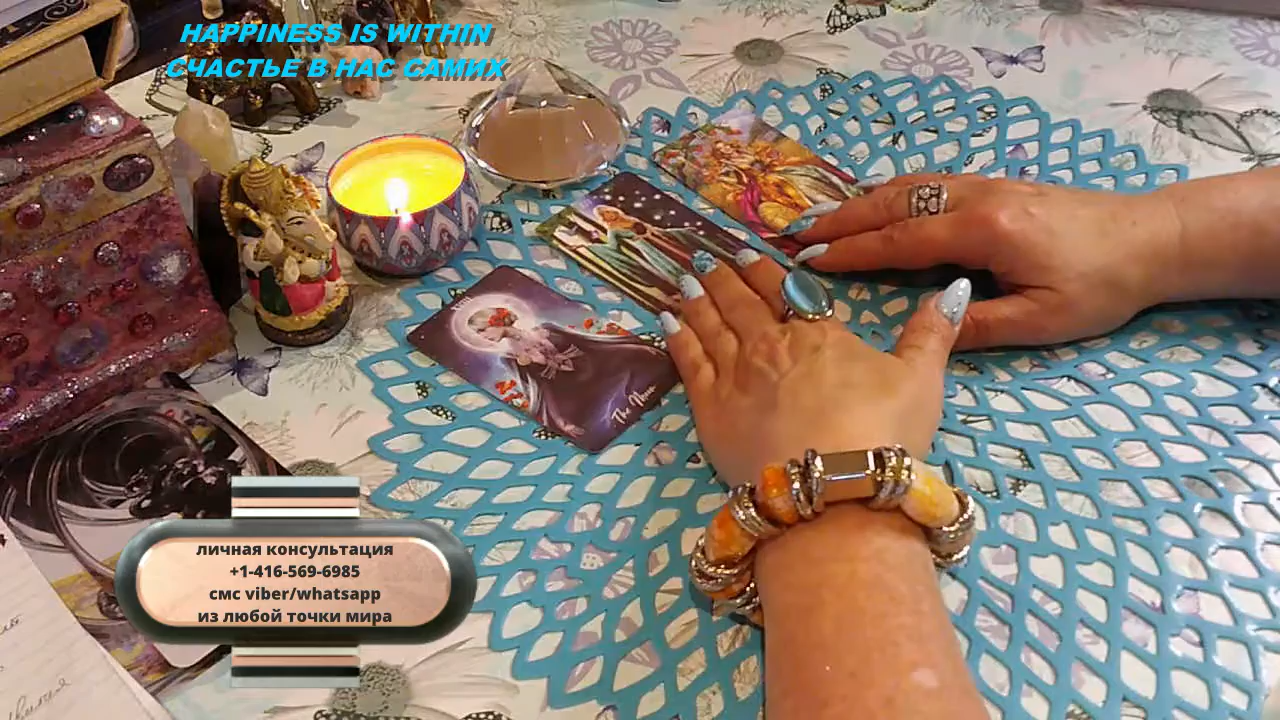 HAPPINESS IS WITHIN
СЧАСТЬЕ В НАС САМИХ
The Moon
личная консультация
+1-416-569-6985
смс viber/whatsapp
из любой точки мира